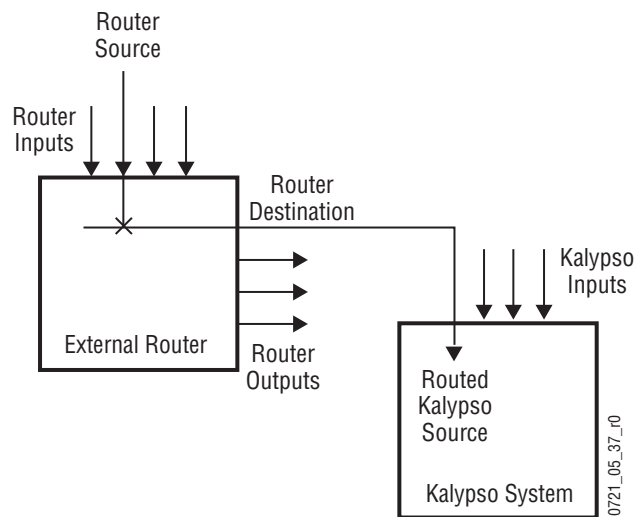 Router
Source
Router
Inputs
Router
Destination
Kalypso
Inputs
External Router
Router
Outputs
Routed
Kalypso
Source
Kalypso System
0721_05_37_r0